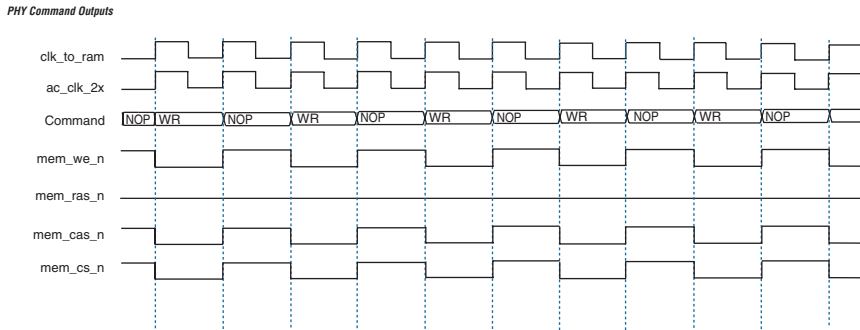 PHY Command Outputs
clk_to_ram
ac_clk_2x
Command NOP WR NOP WR NOP WR NOP WR NOP WR NOP
mem_we_n
mem_ras_n
mem_cas_n
mem_cs_n